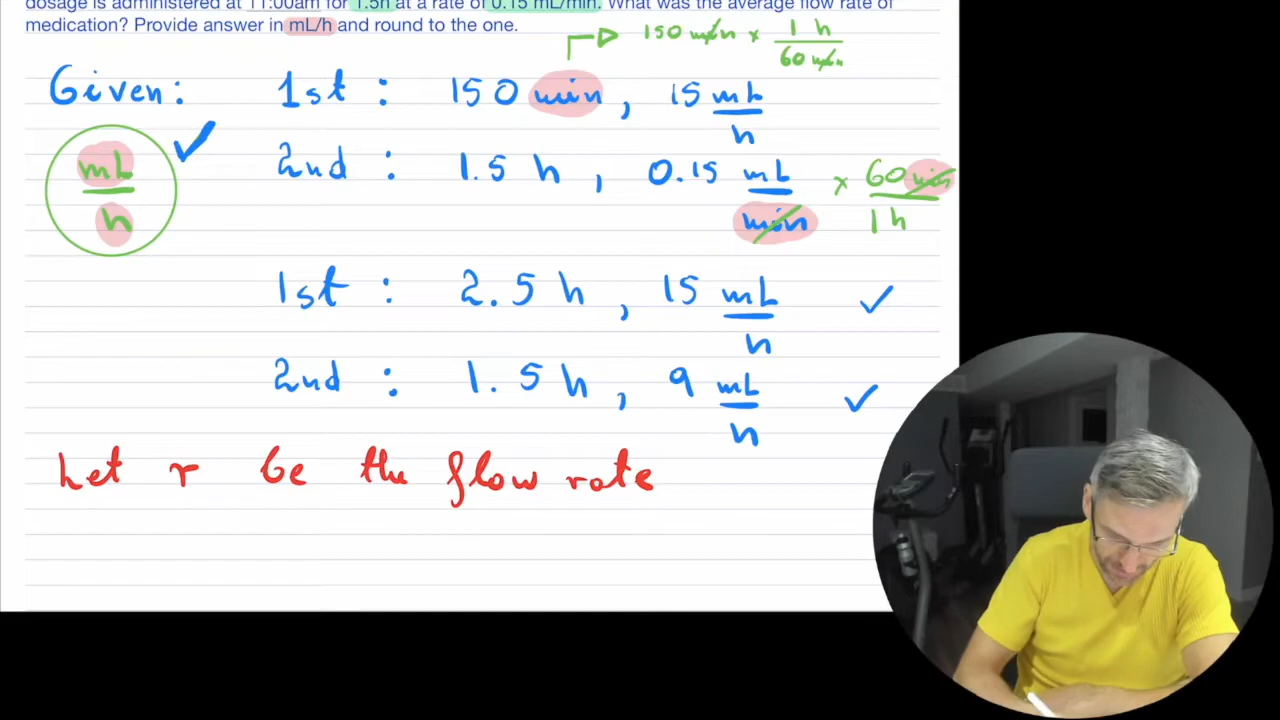 dosage is administered at 11:00am for 1.5h at a rate of 0.15 mL/min. What was the average flow rate of
medication? Provide answer in mL/h and round to the one.
150 min × 1 h / 60 min
Given: 1st : 150 min, 15 mL / h
mL / h
2nd : 1.5 h, 0.15 mL / min × 60 min / 1 h
1st : 2.5 h, 15 mL / h
2nd : 1.5 h, 9 mL / h
Let r be the flow rate